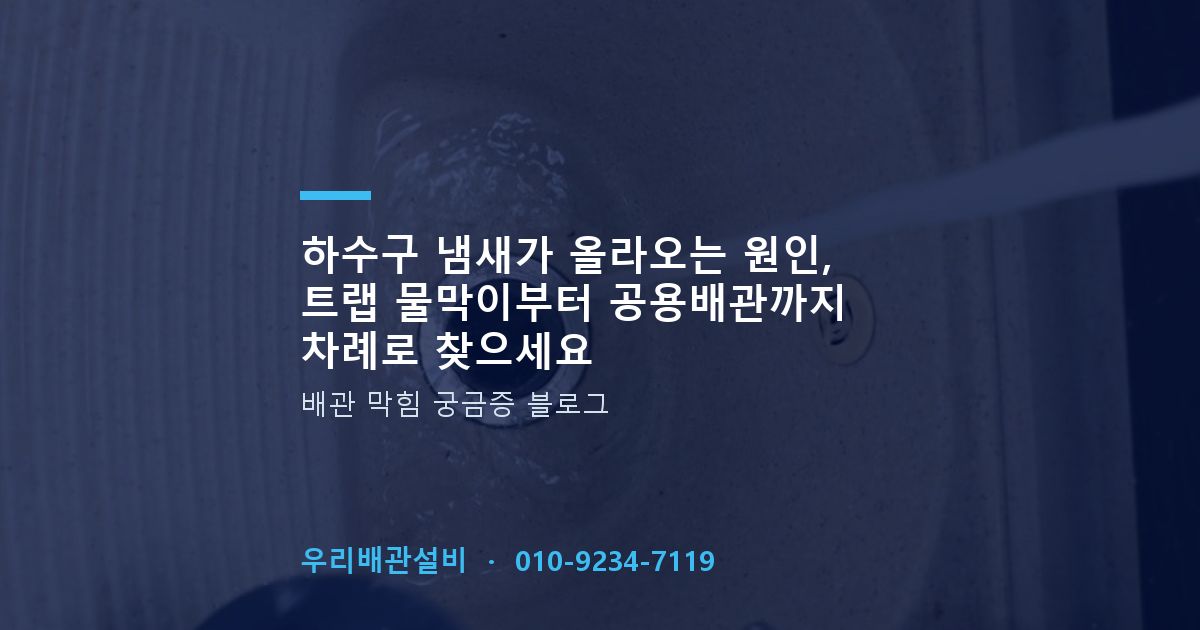 하수구 냄새가 올라오는 원인,
트랩 물막이부터 공용배관까지
차례로 찾으세요
배관 막힘 궁금증 블로그
우리배관설비 · 010-9234-7119